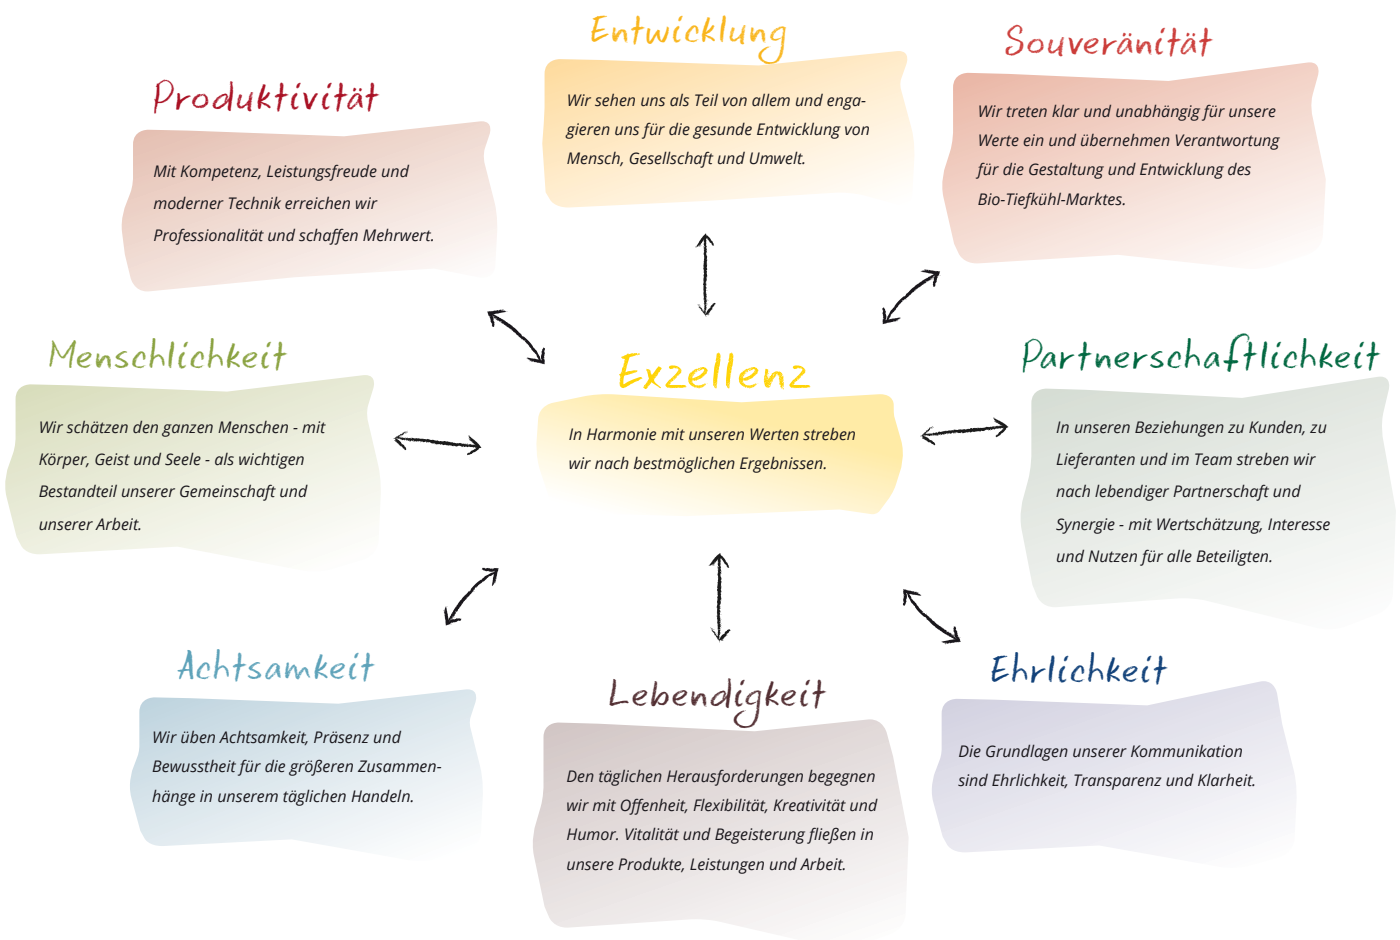 Entwicklung
Wir sehen uns als Teil von allem und enga-
gieren uns für die gesunde Entwicklung von
Mensch, Gesellschaft und Umwelt.
Souveränität
Wir treten klar und unabhängig für unsere
Werte ein und übernehmen Verantwortung
für die Gestaltung und Entwicklung des
Bio-Tiefkühl-Marktes.
Produktivität
Mit Kompetenz, Leistungsfreude und
moderner Technik erreichen wir
Professionalität und schaffen Mehrwert.
Menschlichkeit
Wir schätzen den ganzen Menschen - mit
Körper, Geist und Seele - als wichtigen
Bestandteil unserer Gemeinschaft und
unserer Arbeit.
Exzellenz
In Harmonie mit unseren Werten streben
wir nach bestmöglichen Ergebnissen.
Partnerschaftlichkeit
In unseren Beziehungen zu Kunden, zu
Lieferanten und im Team streben wir
nach lebendiger Partnerschaft und
Synergie - mit Wertschätzung, Interesse
und Nutzen für alle Beteiligten.
Achtsamkeit
Wir üben Achtsamkeit, Präsenz und
Bewusstheit für die größeren Zusammen-
hänge in unserem täglichen Handeln.
Lebendigkeit
Den täglichen Herausforderungen begegnen
wir mit Offenheit, Flexibilität, Kreativität und
Humor. Vitalität und Begeisterung fließen in
unsere Produkte, Leistungen und Arbeit.
Ehrlichkeit
Die Grundlagen unserer Kommunikation
sind Ehrlichkeit, Transparenz und Klarheit.